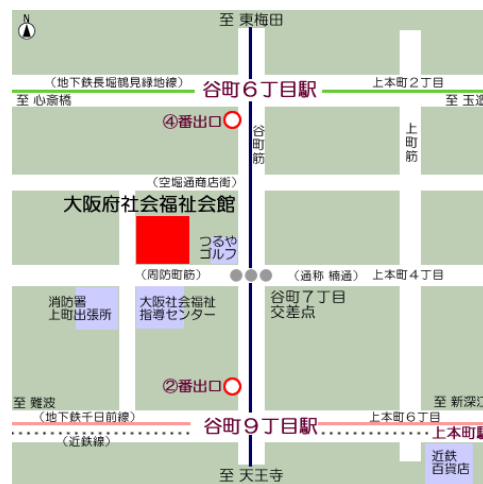 N
至 東梅田
(地下鉄長堀鶴見緑地線)
谷町6丁目駅
上本町2丁目
至 心斎橋
至 玉造
④番出口
谷町筋
上町筋
(空堀通商店街)
大阪府社会福祉会館
つるや
ゴルフ
(周防町筋)
(通称 楠通)
上本町4丁目
消防署
上町出張所
大阪社会福祉
指導センター
谷町7丁目
交差点
②番出口
至 難波
至 新深江
(地下鉄千日前線)
谷町9丁目駅
上本町6丁目
(近鉄線)
上本町駅
近鉄
百貨店
至 天王寺